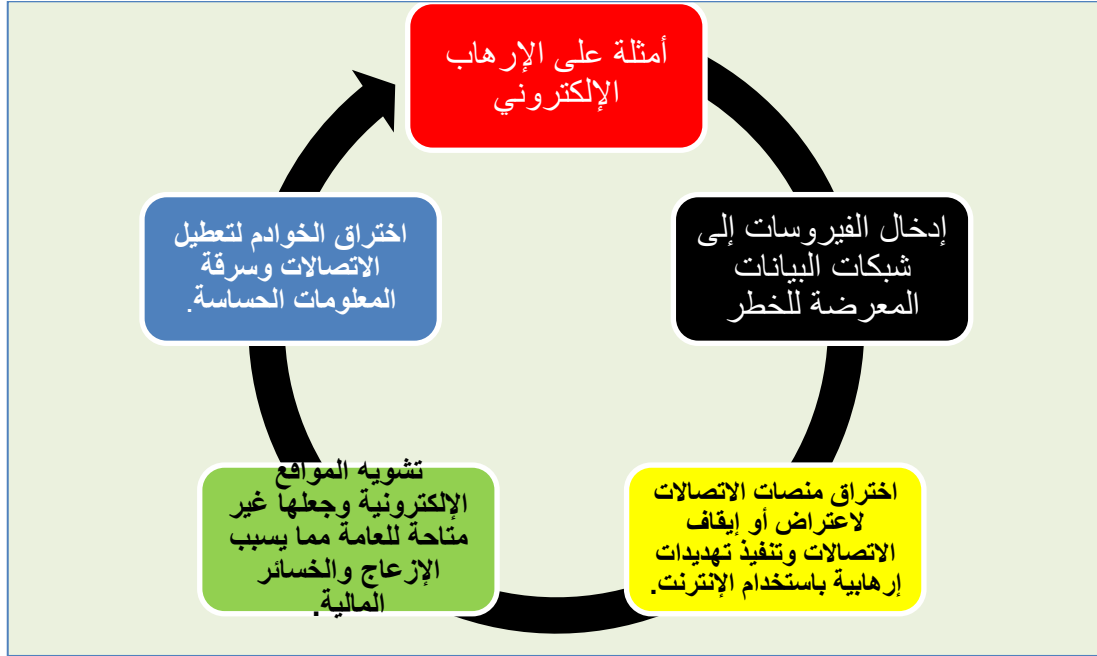 أمثلة على الإرهاب
الإلكتروني
إدخال الفيروسات إلى
شبكات البيانات
المعرضة للخطر
اختراق منصات الاتصالات
لاعتراض أو إيقاف
الاتصالات وتنفيذ تهديدات
إرهابية باستخدام الإنترنت.
تشويه المواقع
الإلكترونية وجعلها غير
متاحة للعامة مما يسبب
الإزعاج والخسائر
المالية.
اختراق الخوادم لتعطيل
الاتصالات وسرقة
المعلومات الحساسة.